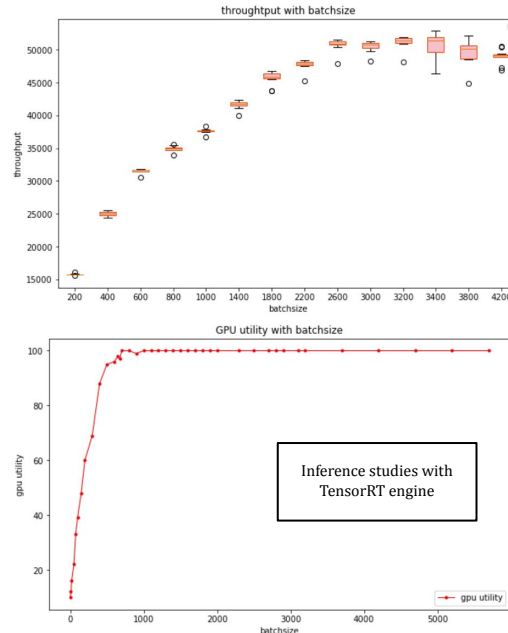 throughtput with batchsize
throughtput
50000
45000
40000
35000
30000
25000
20000
15000
200 400 600 800 1000 1400 1800 2200 2600 3000 3200 3400 3800 4200
batchsize
GPU utility with batchsize
gpu utility
100
80
60
40
20
Inference studies with
TensorRT engine
gpu utility
0 1000 2000 3000 4000 5000
batchsize